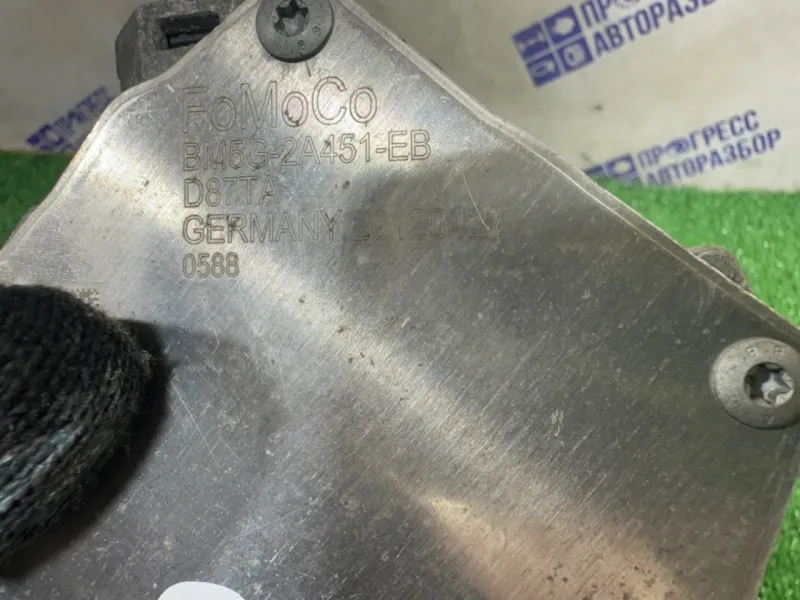 ПРОГРЕСС
АВТОРАЗБОР
ПРОГРЕСС
АВТОРАЗБОР
FoMoCo
BM5G-2A451-EB
D87TA
GERMANY
0588